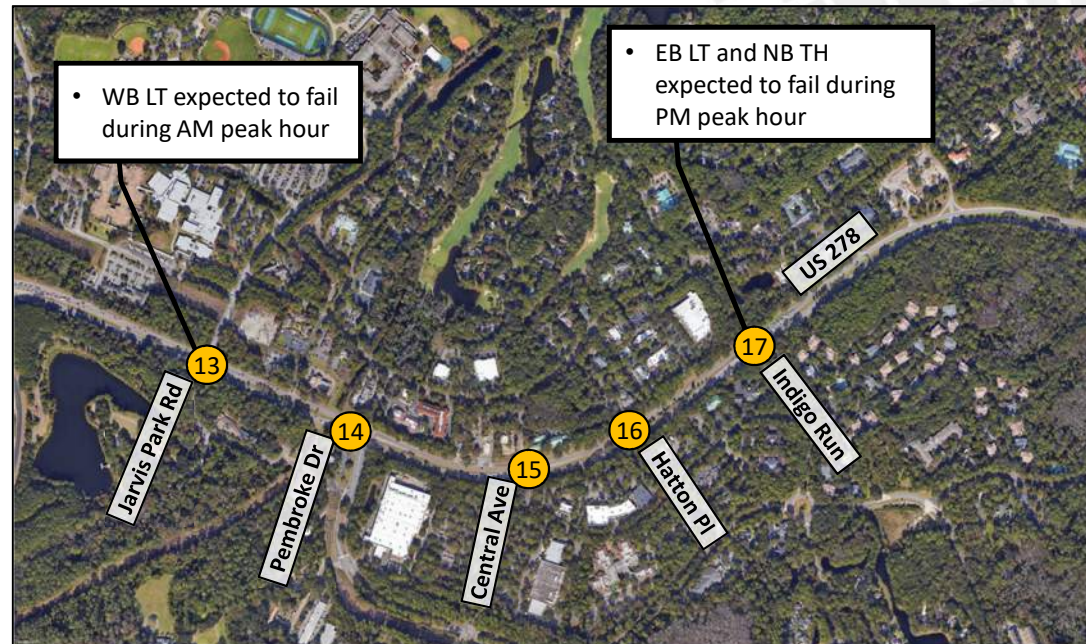 • WB LT expected to fail
during AM peak hour
• EB LT and NB TH
expected to fail during
PM peak hour
US 278
13
Jarvis Park Rd
14
Pembroke Dr
15
Central Ave
16
Hatton Pl
17
Indigo Run